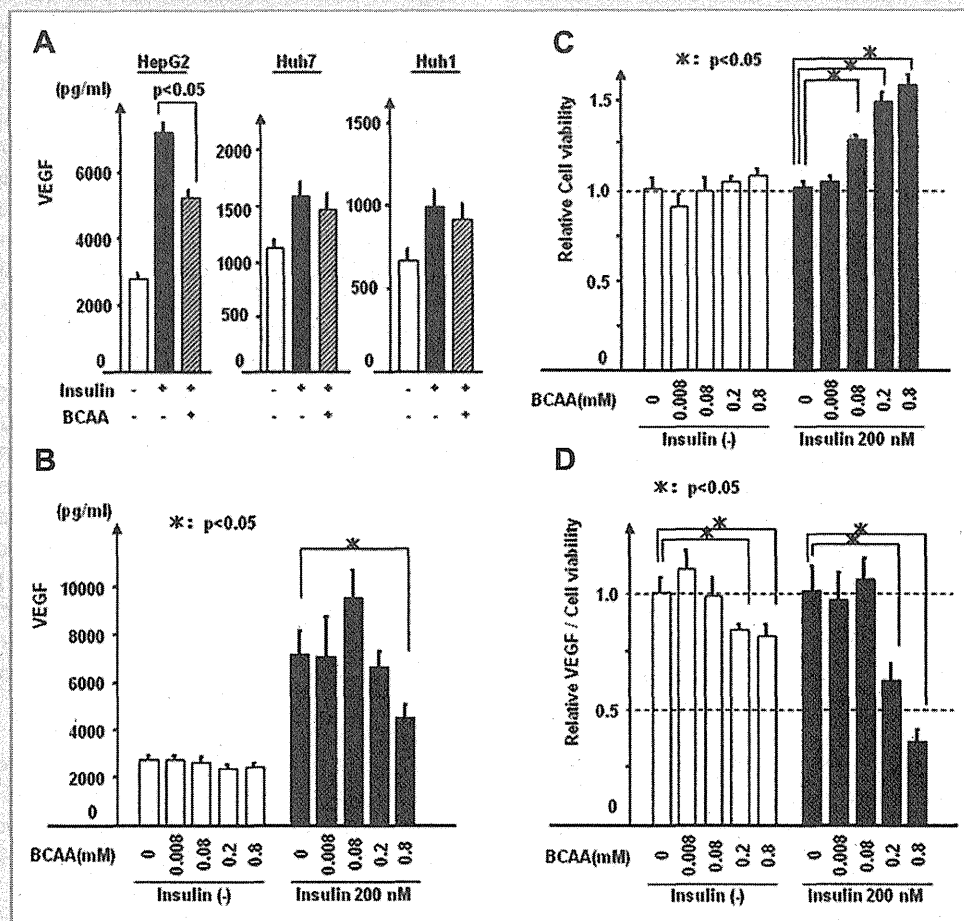 A
HepG2 Huh7 Huh1
(pg/ml) p<0.05
VEGF
6000
4000
2000
0
2000
1500
1000
500
0
1500
1000
500
0
Insulin - + + - + + - + +
BCAA - - + - - + - - +
B
(pg/ml)
*: p<0.05
*
VEGF
10000
8000
6000
4000
2000
0
BCAA(mM) 0 0.008 0.08 0.2 0.8 0 0.008 0.08 0.2 0.8
Insulin (-) Insulin 200 nM
C
*: p<0.05
*
*
*
Relative Cell viability
1.5
1.0
0.5
0
BCAA(mM) 0 0.008 0.08 0.2 0.8 0 0.008 0.08 0.2 0.8
Insulin (-) Insulin 200 nM
D
*: p<0.05
* *
* *
Relative VEGF / Cell viability
1.0
0.5
0
BCAA(mM) 0 0.008 0.08 0.2 0.8 0 0.008 0.08 0.2 0.8
Insulin (-) Insulin 200 nM